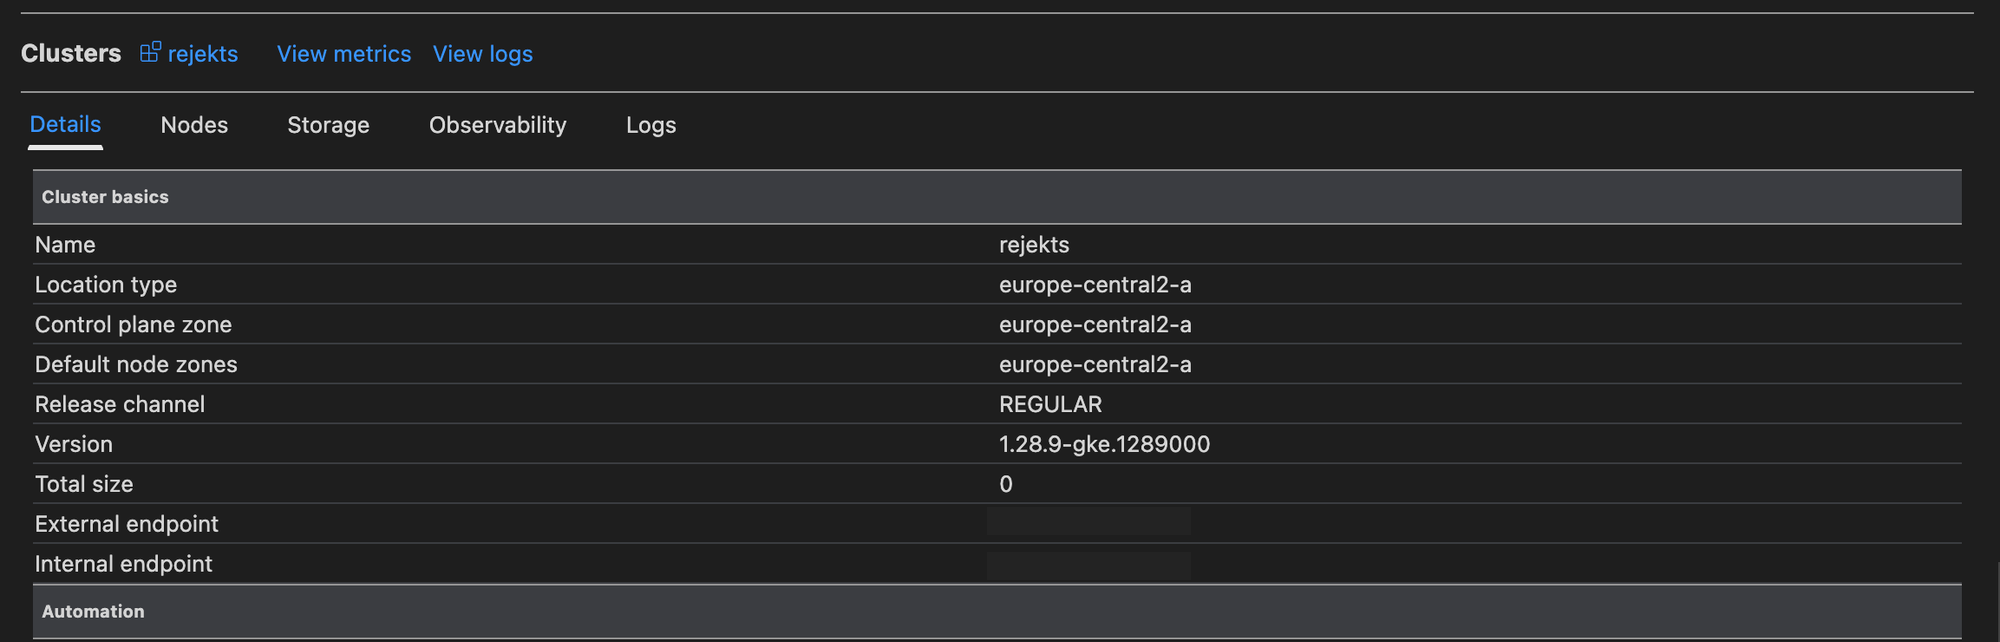 Clusters rejekts View metrics View logs
Details Nodes Storage Observability Logs
Cluster basics
Name rejekts
Location type europe-central2-a
Control plane zone europe-central2-a
Default node zones europe-central2-a
Release channel REGULAR
Version 1.28.9-gke.1289000
Total size 0
External endpoint
Internal endpoint
Automation